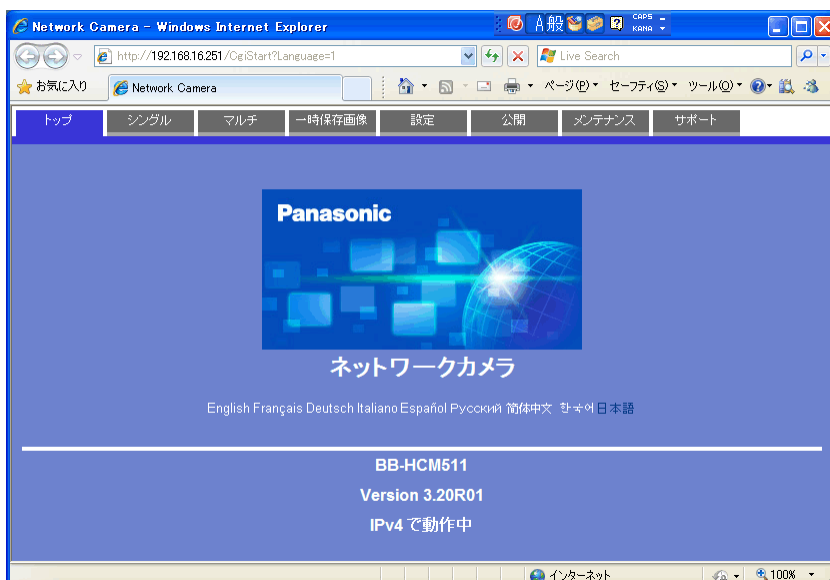 Network Camera - Windows Internet Explorer
A般 CAPS KANA
http://192.168.16.251/CgiStart?Language=1
Live Search
お気に入り Network Camera ページ(P) セーフティ(S) ツール(O)
トップ シングル マルチ 一時保存画像 設定 公開 メンテナンス サポート
Panasonic
ネットワークカメラ
English Français Deutsch Italiano Español Русский 简体中文 한국어 日本語
BB-HCM511
Version 3.20R01
IPv4 で動作中
インターネット 100%